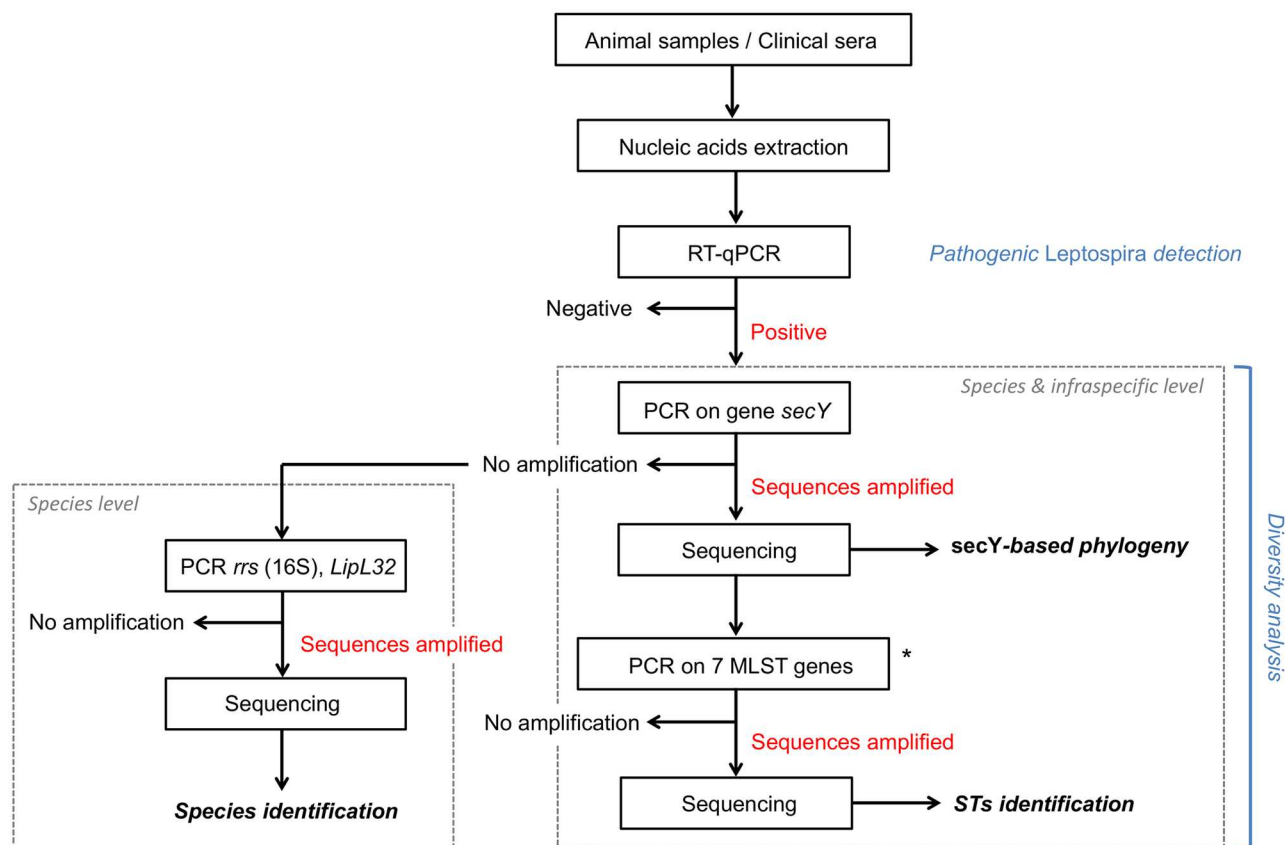 Animal samples / Clinical sera
Nucleic acids extraction
RT-qPCR
Pathogenic Leptospira detection
Negative
Positive
Species & infraspecific level
PCR on gene secY
No amplification
Sequences amplified
Species level
Sequencing
secY-based phylogeny
PCR rrs (16S), LipL32
No amplification
Sequences amplified
PCR on 7 MLST genes
*
Sequencing
No amplification
Sequences amplified
Species identification
Sequencing
STs identification
Diversity analysis